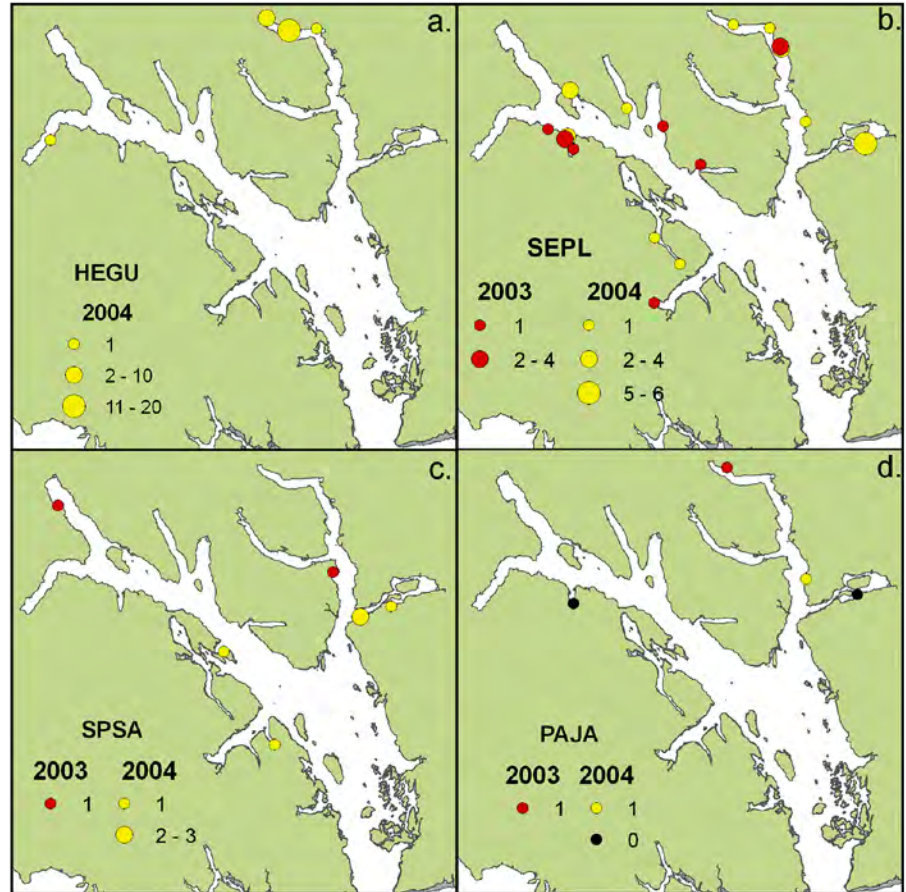 a.
HEGU
2004
1
2 - 10
11 - 20
b.
SEPL
2003 2004
1 1
2 - 4 2 - 4
5 - 6
c.
SPSA
2003 2004
1 1
2 - 3
d.
PAJA
2003 2004
1 1
0